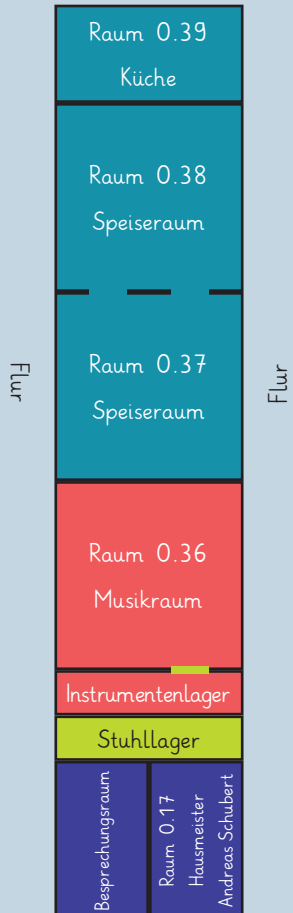 Raum 0.39
Küche
Raum 0.38
Speiseraum
Raum 0.37
Speiseraum
Flur
Flur
Raum 0.36
Musikraum
Instrumentenlager
Stuhllager
Besprechungsraum
Raum 0.17
Hausmeister
Andreas Schubert